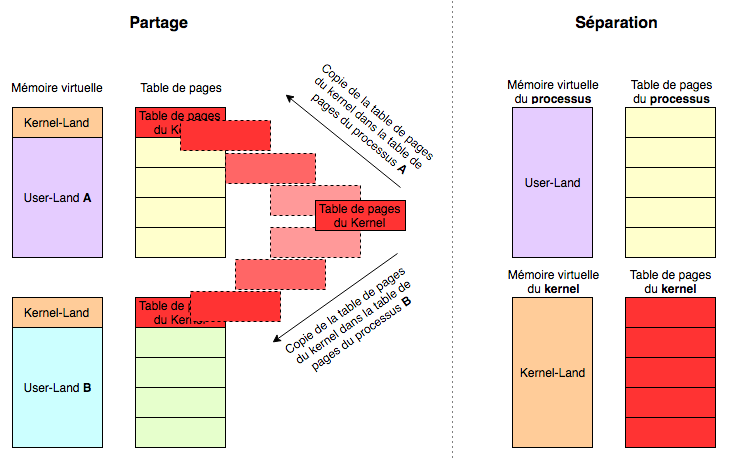 Partage
Séparation
Mémoire virtuelle
Table de pages
Kernel-Land
Table de pages
du Kernel
User-Land A
Copie de la table de pages
du kernel dans la table de
pages du processus A
Table de pages
du Kernel
Kernel-Land
Table de pages
du Kernel
User-Land B
Copie de la table de pages
du kernel dans la table de
pages du processus B
Mémoire virtuelle
du processus
Table de pages
du processus
User-Land
Mémoire virtuelle
du kernel
Table de pages
du kernel
Kernel-Land